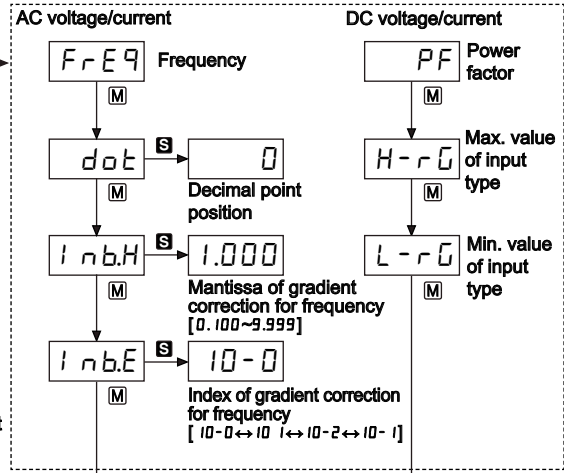 AC voltage/current
FrEq
Frequency
M
dot
S
0
Decimal point
position
M
Inb.H
S
1.000
Mantissa of gradient
correction for frequency
[0.100~9.999]
M
Inb.E
S
10-0
Index of gradient correction
for frequency
[10-0↔10 1↔10-2↔10-1]
M
DC voltage/current
PF
Power
factor
M
H-rG
Max. value
of input
type
M
L-rG
Min. value
of input
type
M
t